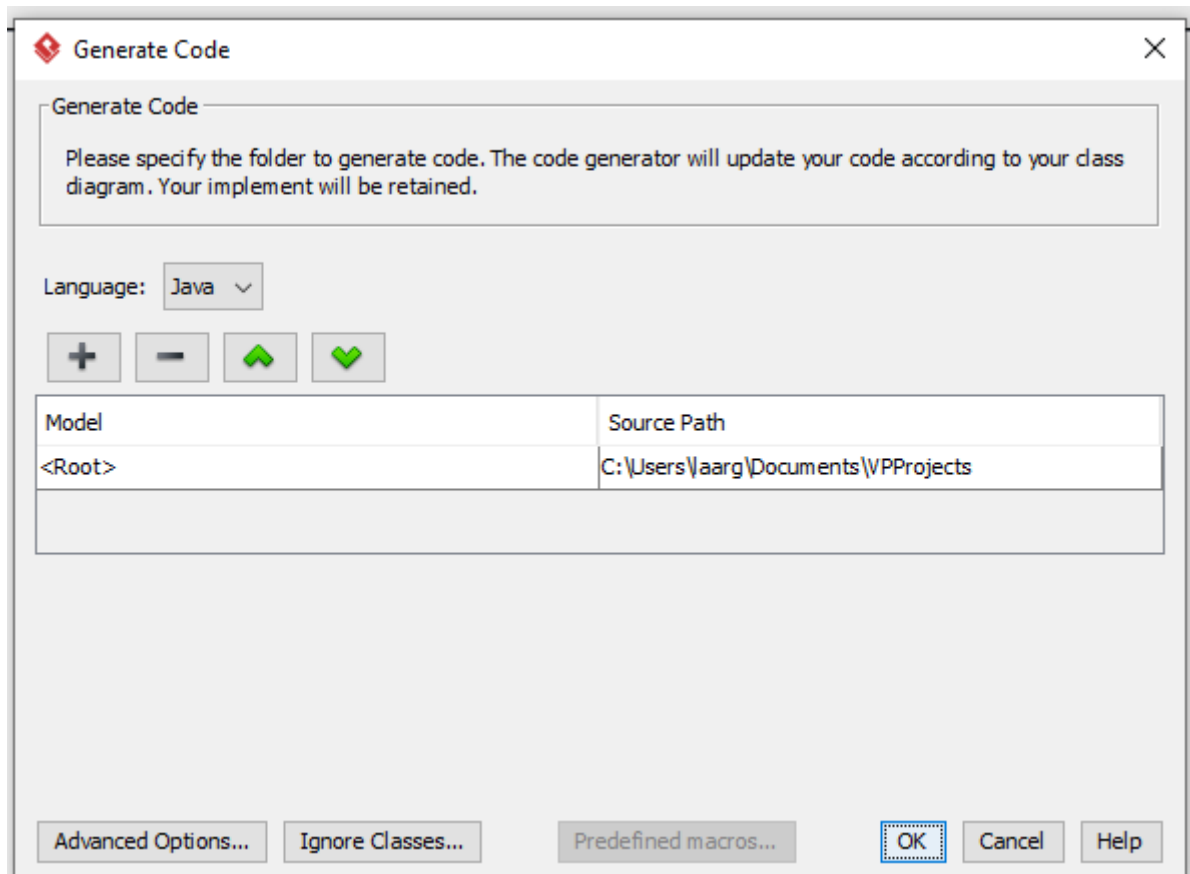 Generate Code
Generate Code
Please specify the folder to generate code. The code generator will update your code according to your class
diagram. Your implement will be retained.
Language: Java
Model Source Path
<Root> C:\Users\laarg\Documents\VPProjects
Advanced Options... Ignore Classes... Predefined macros... OK Cancel Help